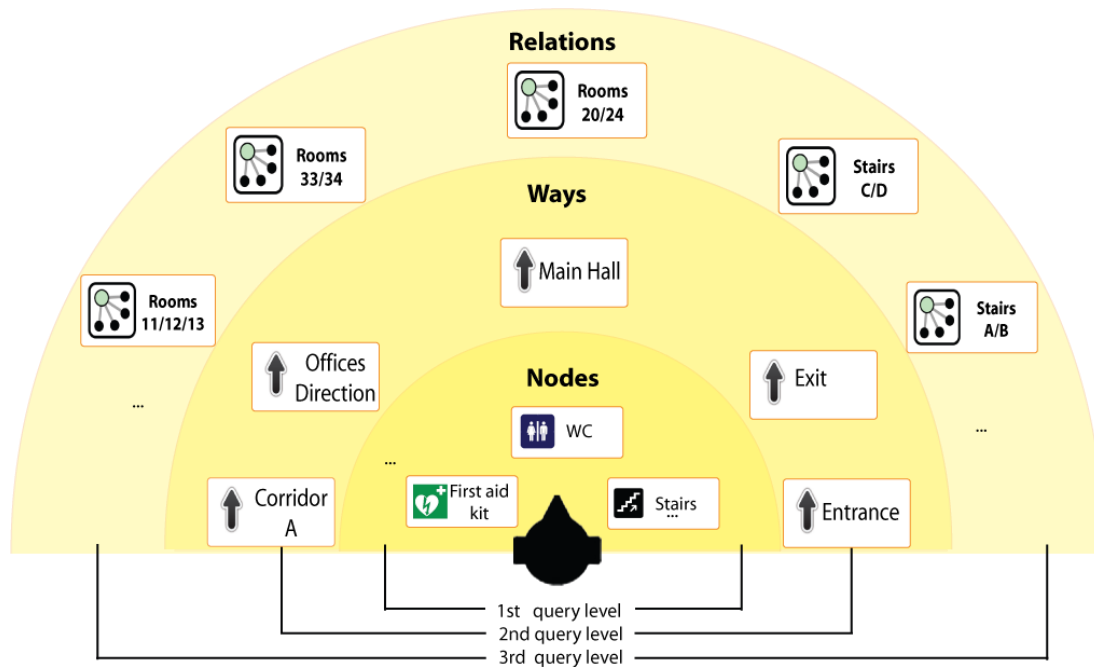 Relations
Rooms
20/24
Rooms
33/34
Stairs
C/D
Ways
Main Hall
Rooms
11/12/13
Stairs
A/B
Offices
Direction
Exit
Nodes
...
WC
...
...
First aid
kit
Stairs
...
Corridor
A
Entrance
1st query level
2nd query level
3rd query level